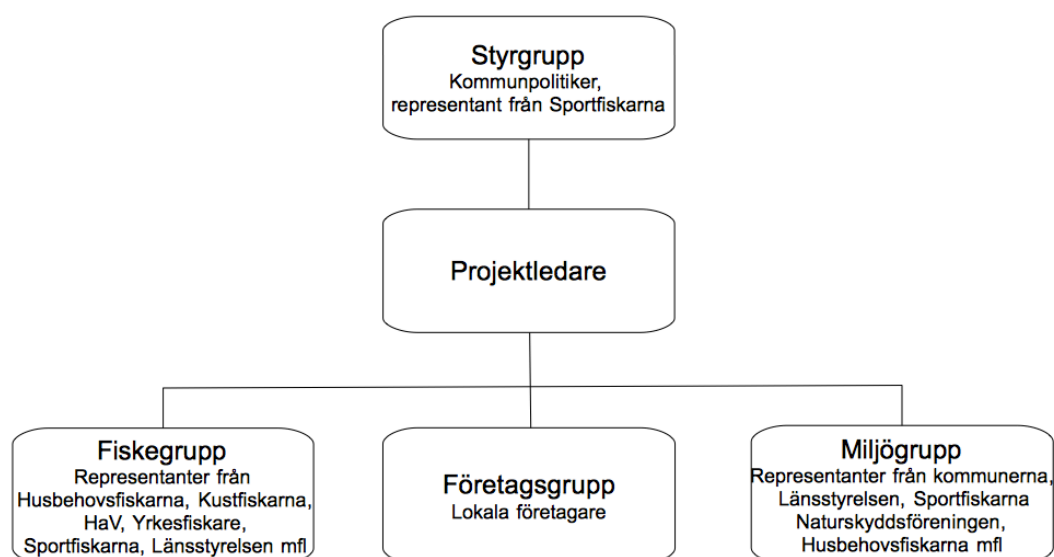 Styrgrupp
Kommunpolitiker,
representant från Sportfiskarna
Projektledare
Fiskegrupp
Representanter från
Husbehovsfiskarna, Kustfiskarna,
HaV, Yrkesfiskare,
Sportfiskarna, Länsstyrelsen mfl
Företagsgrupp
Lokala företagare
Miljögrupp
Representanter från kommunerna,
Länsstyrelsen, Sportfiskarna
Naturskyddsföreningen,
Husbehovsfiskarna mfl